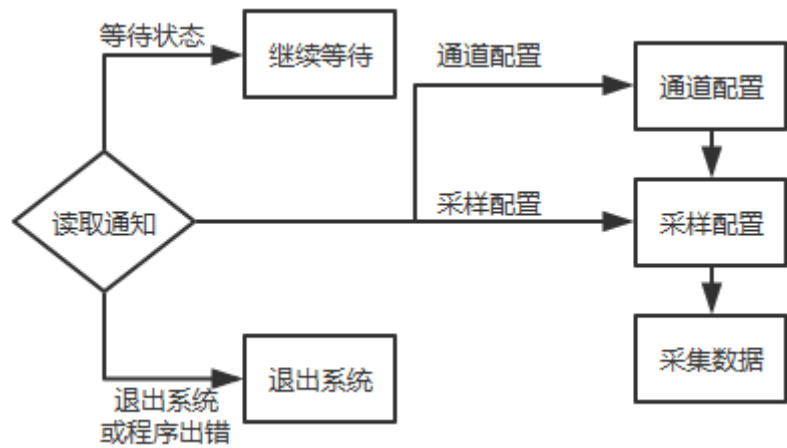 等待状态
继续等待
通道配置
通道配置
读取通知
采样配置
采样配置
退出系统
采集数据
退出系统
或程序出错